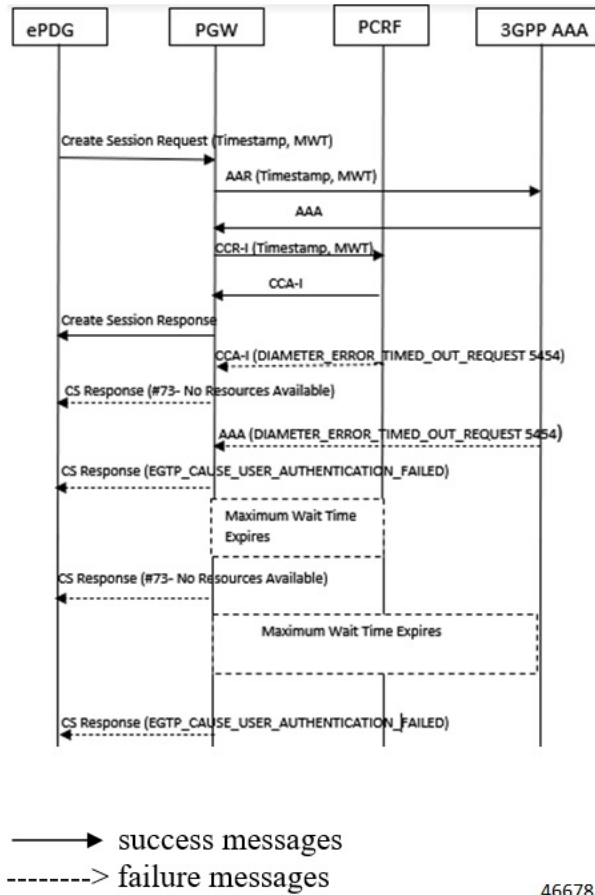 ePDG PGW PCRF 3GPP AAA
Create Session Request (Timestamp, MWT)
AAR (Timestamp, MWT)
AAA
CCR-I (Timestamp, MWT)
CCA-I
Create Session Response
CCA-I (DIAMETER_ERROR_TIMED_OUT_REQUEST 5454)
CS Response (#73- No Resources Available)
AAA (DIAMETER_ERROR_TIMED_OUT_REQUEST 5454)
CS Response (EGTP_CAUSE_USER_AUTHENTICATION_FAILED)
Maximum Wait Time
Expires
CS Response (#73- No Resources Available)
Maximum Wait Time Expires
CS Response (EGTP_CAUSE_USER_AUTHENTICATION_FAILED)
success messages
failure messages
46678